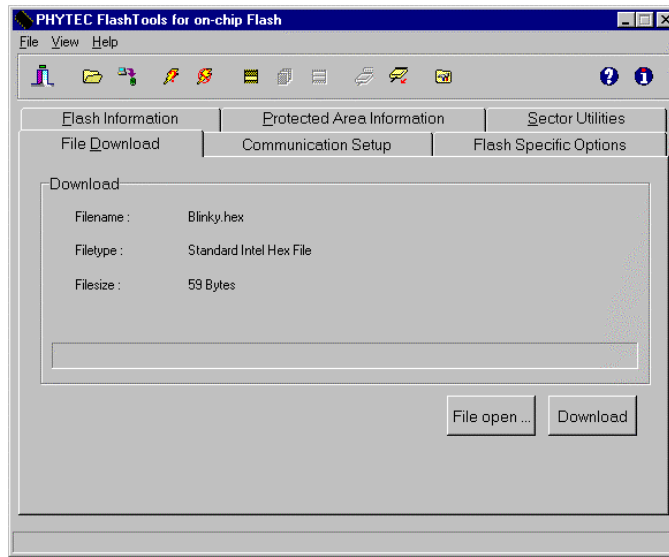 PHYTEC FlashTools for on-chip Flash
File View Help
Flash Information Protected Area Information Sector Utilities
File Download Communication Setup Flash Specific Options
Download
Filename : Blinky.hex
Filetype : Standard Intel Hex File
Filesize : 59 Bytes
File open ... Download